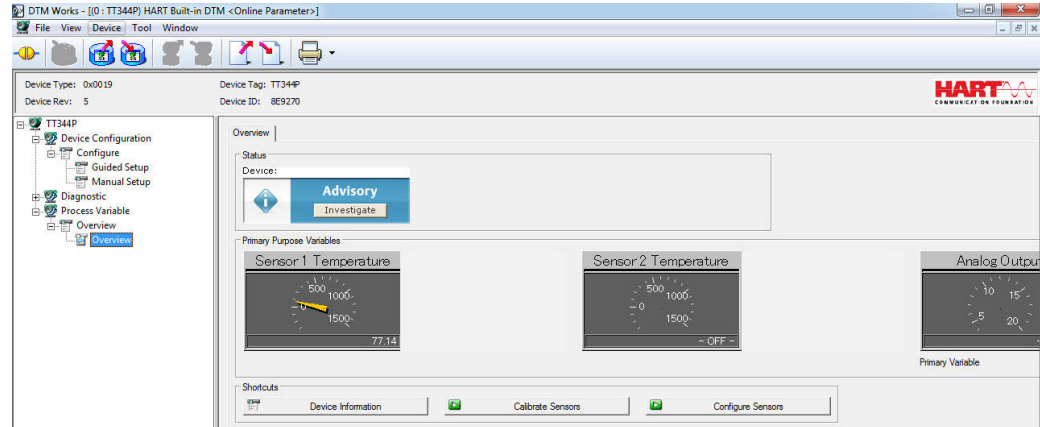 DTM Works - [(0 : TT344P) HART Built-in DTM <Online Parameter>]
File View Device Tool Window
Device Type: 0x0019 Device Tag: TT344P
Device Rev: 5 Device ID: 8E9270
HART
COMMUNICATION FOUNDATION
TT344P
Device Configuration
Configure
Guided Setup
Manual Setup
Diagnostic
Process Variable
Overview
Overview
Overview
Status
Device:
Advisory
Investigate
Primary Purpose Variables
Sensor 1 Temperature
0 500 1000 1500
77.14
Sensor 2 Temperature
0 500 1000 1500
- OFF -
Analog Outpu
5 10 15 20
Primary Variable
Shortcuts
Device Information Calibrate Sensors Configure Sensors